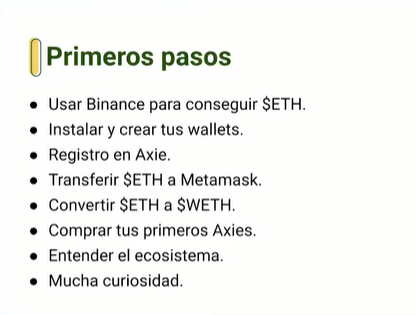 Primeros pasos
● Usar Binance para conseguir $ETH.
● Instalar y crear tus wallets.
● Registro en Axie.
● Transferir $ETH a Metamask.
● Convertir $ETH a $WETH.
● Comprar tus primeros Axies.
● Entender el ecosistema.
● Mucha curiosidad.